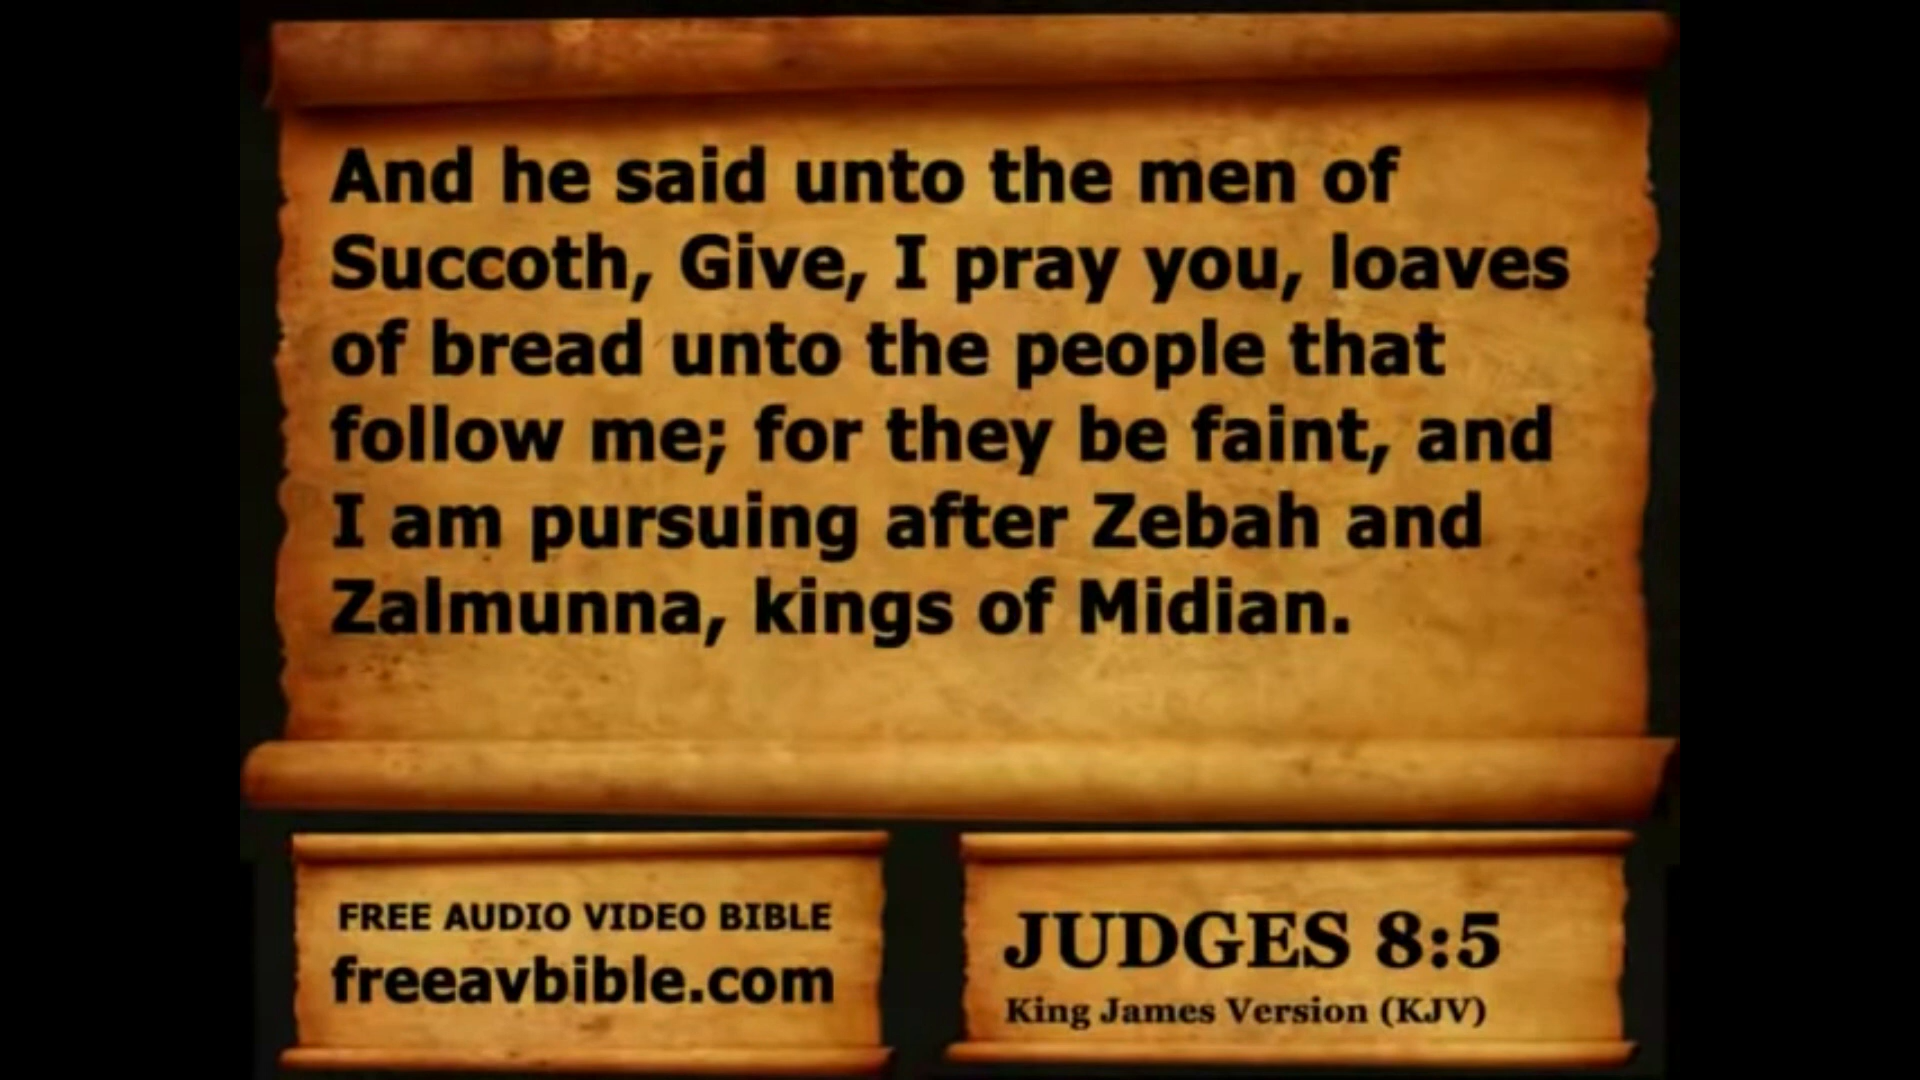 And he said unto the men of
Succoth, Give, I pray you, loaves
of bread unto the people that
follow me; for they be faint, and
I am pursuing after Zebah and
Zalmunna, kings of Midian.
FREE AUDIO VIDEO BIBLE
freeavbible.com
JUDGES 8:5
King James Version (KJV)